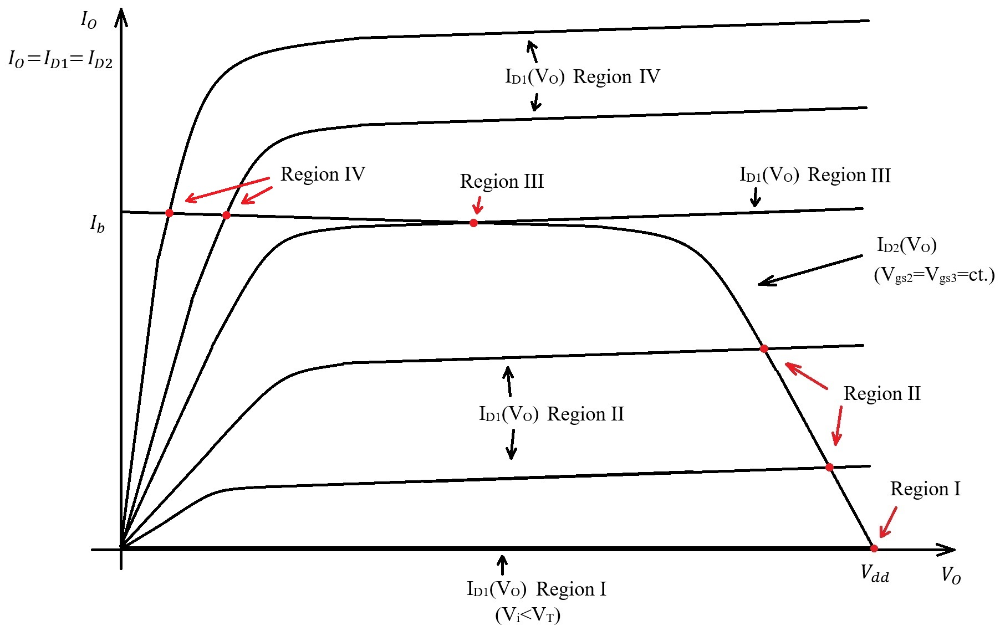 I_O
I_O=I_D1=I_D2
I_D1(V_O) Region IV
Region IV
Region III
I_D1(V_O) Region III
I_b
I_D2(V_O)
(V_gs2=V_gs3=ct.)
Region II
I_D1(V_O) Region II
Region I
V_dd
V_O
I_D1(V_O) Region I
(V_i<V_T)